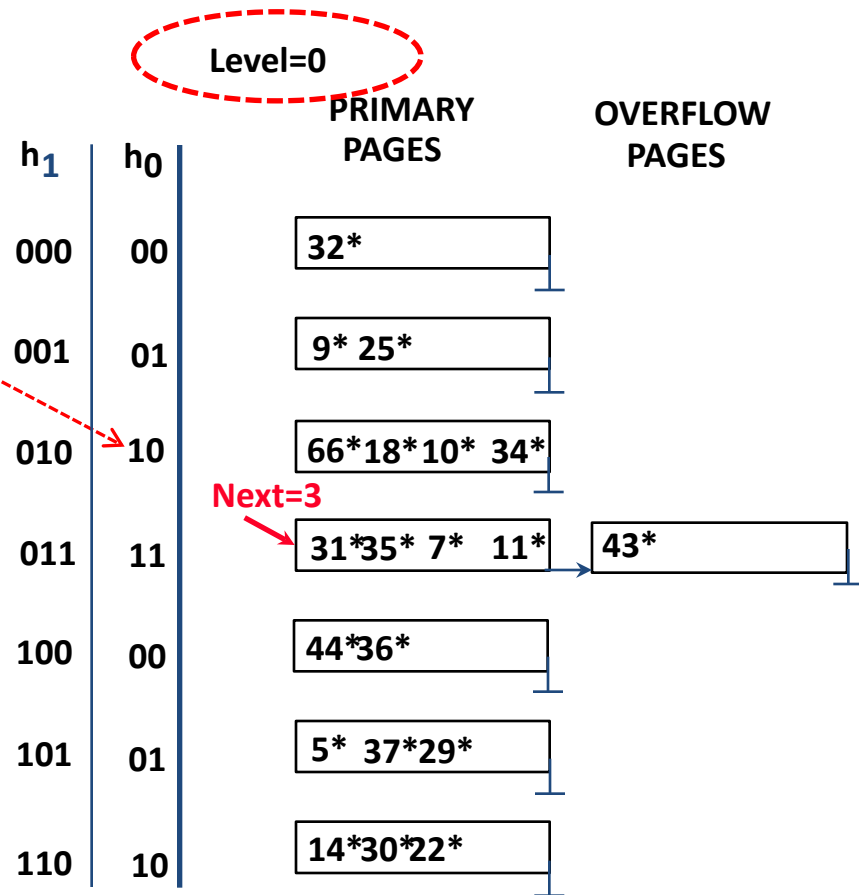 Level=0
PRIMARY PAGES
OVERFLOW PAGES
h1 h0
000 00 32*
001 01 9* 25*
010 10 66*18*10* 34*
Next=3
011 11 31*35* 7* 11* 43*
100 00 44*36*
101 01 5* 37*29*
110 10 14*30*22*